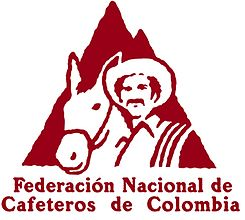 Federación Nacional de
Cafeteros de Colombia